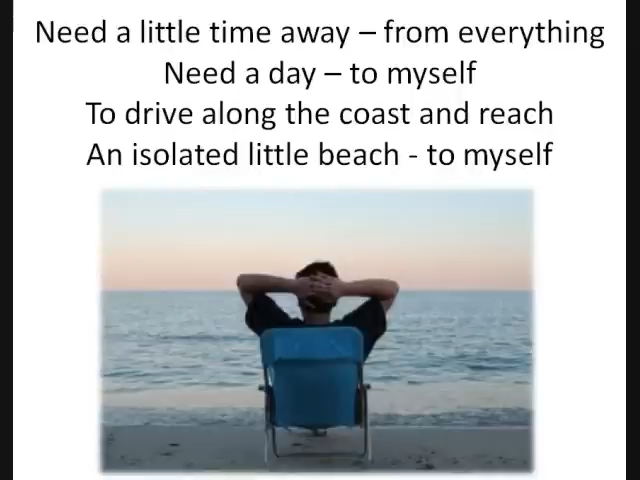 Need a little time away – from everything
Need a day – to myself
To drive along the coast and reach
An isolated little beach - to myself